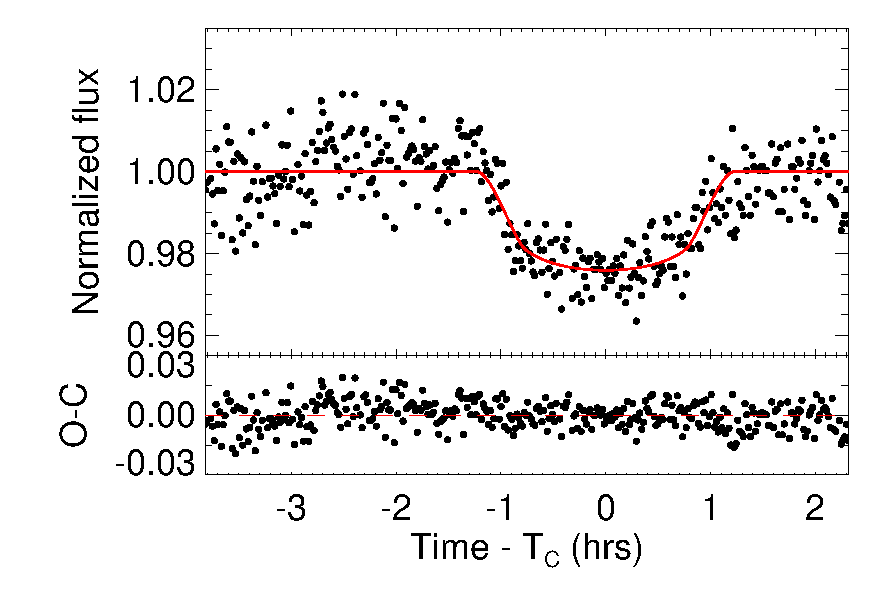 Normalized flux
1.02
1.00
0.98
0.96
O-C
0.03
0.00
-0.03
-3 -2 -1 0 1 2
Time - T_C (hrs)